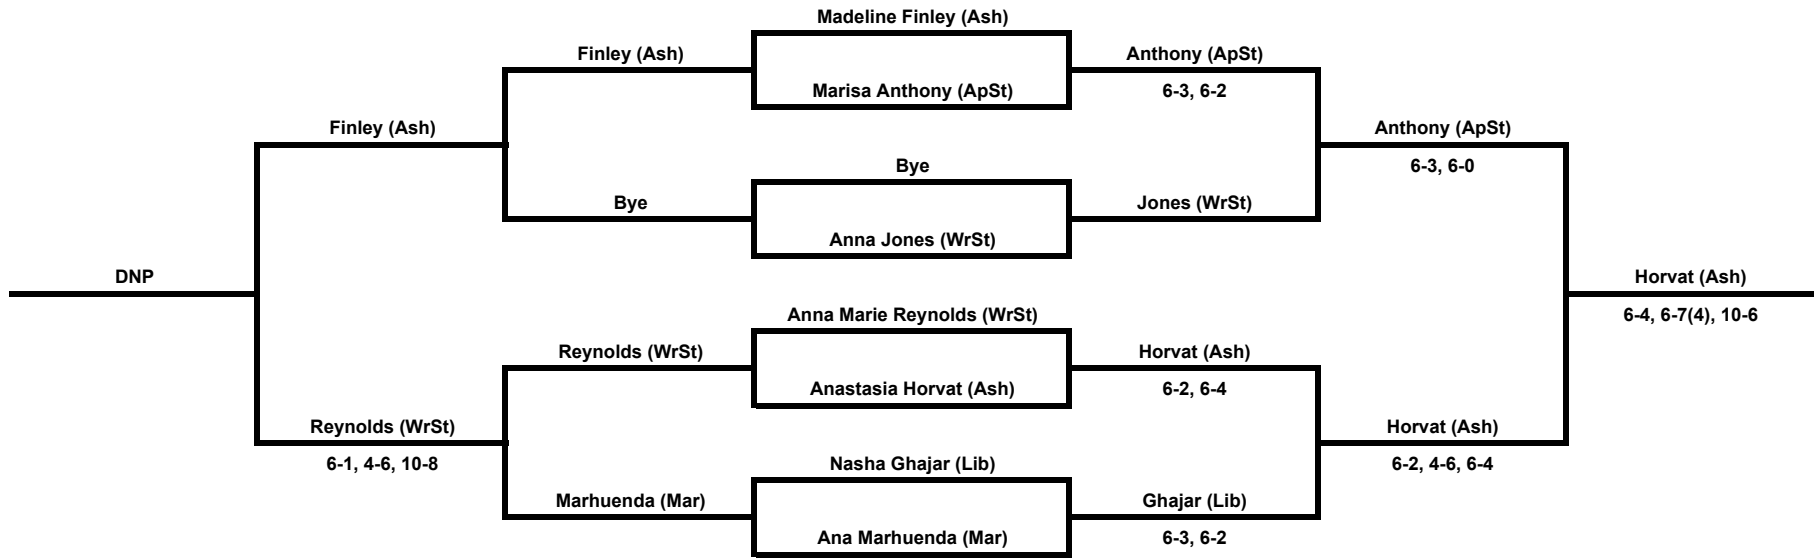 Madeline Finley (Ash)
Finley (Ash)
Anthony (ApSt)
Marisa Anthony (ApSt)
6-3, 6-2
Finley (Ash)
Anthony (ApSt)
Bye
6-3, 6-0
Bye
Jones (WrSt)
Anna Jones (WrSt)
DNP
Horvat (Ash)
Anna Marie Reynolds (WrSt)
6-4, 6-7(4), 10-6
Reynolds (WrSt)
Horvat (Ash)
Anastasia Horvat (Ash)
6-2, 6-4
Reynolds (WrSt)
Horvat (Ash)
6-1, 4-6, 10-8
Nasha Ghajar (Lib)
6-2, 4-6, 6-4
Marhuenda (Mar)
Ghajar (Lib)
Ana Marhuenda (Mar)
6-3, 6-2